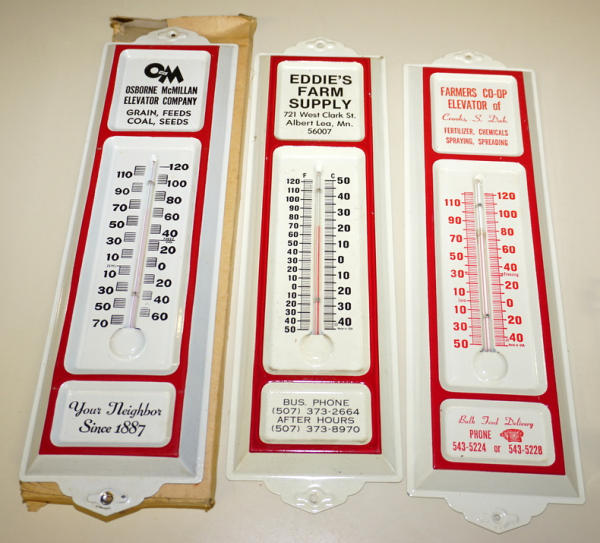 OM
OSBORNE McMILLAN
ELEVATOR COMPANY
GRAIN, FEEDS
COAL, SEEDS
110 120
90 100
70 80
50 60
30 40
10 20
ZERO 0
10
30 20
50 40
70 60
Your Neighbor
Since 1887
EDDIE'S
FARM
SUPPLY
721 West Clark St.
Albert Lea, Mn.
56007
F C
120 50
110
100 40
90
80 30
70
60 20
50
40 10
30
20 0
10
0 10
10
20 20
30 30
40
50 40
BUS. PHONE
(507) 373-2664
AFTER HOURS
(507) 373-8970
FARMERS CO-OP
ELEVATOR of
S. Dak.
FERTILIZER, CHEMICALS
SPRAYING, SPREADING
110 120
90 100
70 80
50 60
30 40
Freezing
10 20
Zero 0
10
30 20
50 40
Bulk Feed Delivery
PHONE
543-5224 or 543-5228